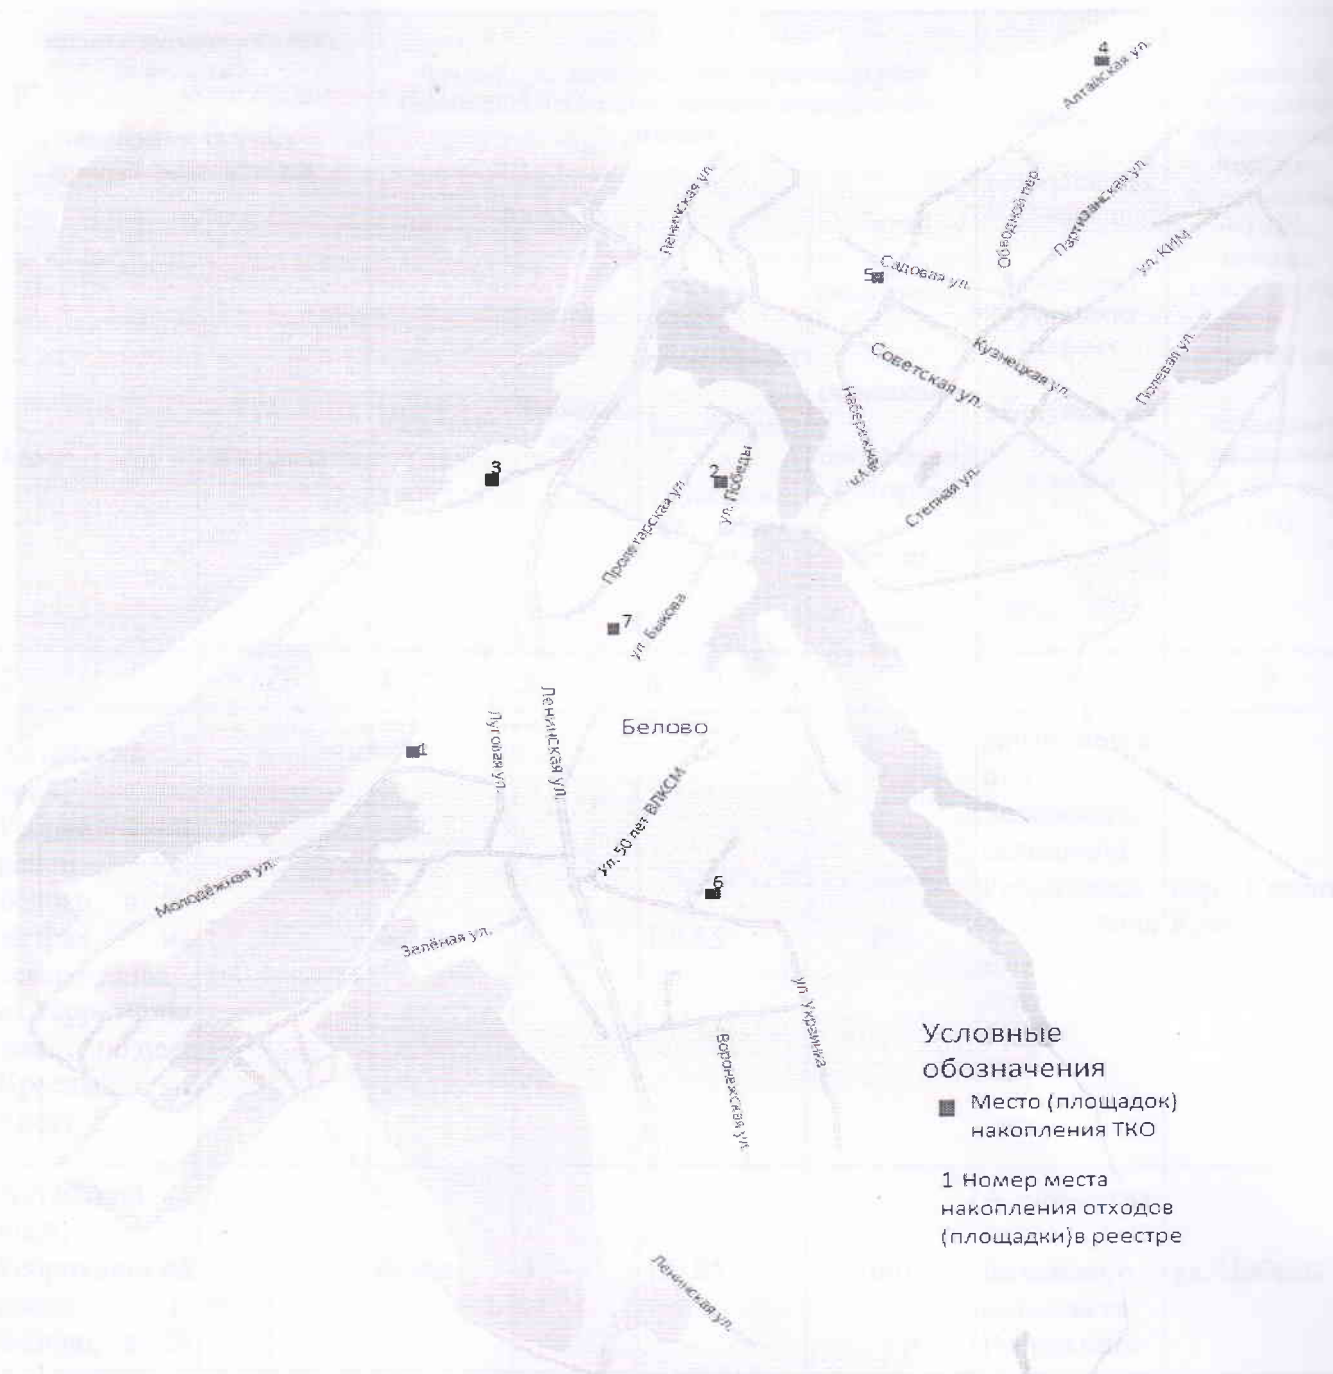 4
Алтайская ул.
Ленинская ул.
Обводной пер.
Партизанская ул.
ул. КИМ
5
Садовая ул.
Кузнецкая ул.
Советская ул.
Полевая ул.
Набережная ул.
3
2
ул. Победы
Степная ул.
Пролетарская ул.
7
ул. Быкова
Луговая ул.
Ленинская ул.
Белово
1
ул. 50 лет ВЛКСМ
6
Молодёжная ул.
Зелёная ул.
ул. Украинка
Воронежская ул.
Условные
обозначения
Место (площадок)
накопления ТКО
1 Номер места
накопления отходов
(площадки)в реестре
Ленинская ул.